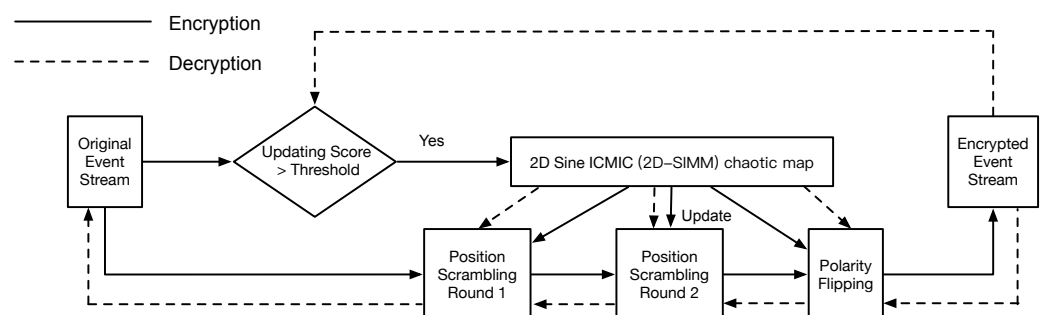 Encryption
Decryption
Original
Event
Stream
Updating Score
> Threshold
Yes
2D Sine ICMIC (2D-SIMM) chaotic map
Encrypted
Event
Stream
Update
Position
Scrambling
Round 1
Position
Scrambling
Round 2
Polarity
Flipping